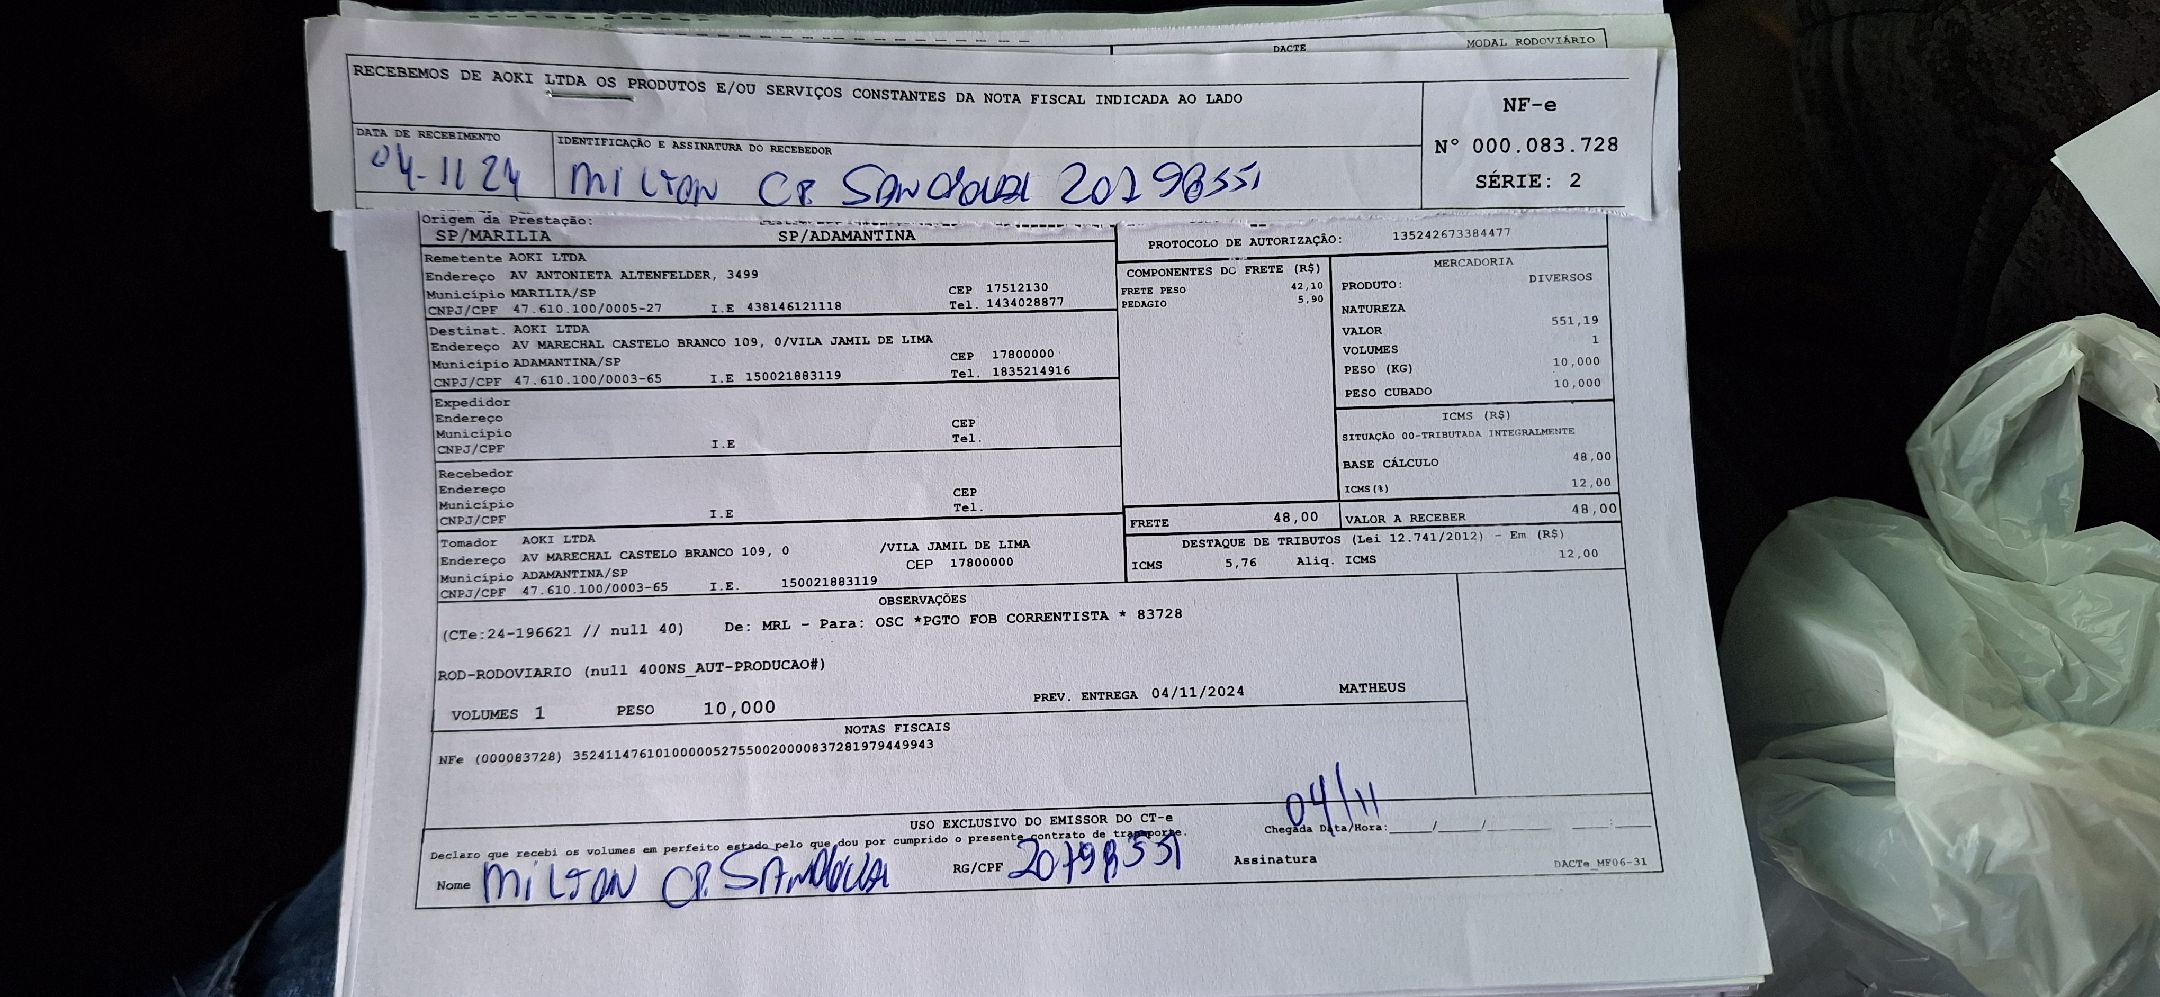 DACTE
MODAL RODOVIÁRIO
RECEBEMOS DE AOKI LTDA OS PRODUTOS E/OU SERVIÇOS CONSTANTES DA NOTA FISCAL INDICADA AO LADO
NF-e
Nº 000.083.728
SÉRIE: 2
DATA DE RECEBIMENTO
04-11 24
IDENTIFICAÇÃO E ASSINATURA DO RECEBEDOR
MILTON CP. SANDOVAL 20798551
Origem da Prestação:
SP/MARILIA SP/ADAMANTINA
PROTOCOLO DE AUTORIZAÇÃO: 135242673384477
Remetente AOKI LTDA
Endereço AV ANTONIETA ALTENFELDER, 3499
Município MARILIA/SP CEP 17512130
CNPJ/CPF 47.610.100/0005-27 I.E 438146121118 Tel. 1434028877
Destinat. AOKI LTDA
Endereço AV MARECHAL CASTELO BRANCO 109, 0/VILA JAMIL DE LIMA
Município ADAMANTINA/SP CEP 17800000
CNPJ/CPF 47.610.100/0003-65 I.E 150021883119 Tel. 1835214916
Expedidor
Endereço
Município CEP
CNPJ/CPF I.E Tel.
Recebedor
Endereço
Município CEP
CNPJ/CPF I.E Tel.
Tomador AOKI LTDA
Endereço AV MARECHAL CASTELO BRANCO 109, 0 /VILA JAMIL DE LIMA
Município ADAMANTINA/SP CEP 17800000
CNPJ/CPF 47.610.100/0003-65 I.E. 150021883119
COMPONENTES DO FRETE (R$)
FRETE PESO 42,10
PEDAGIO 5,90
FRETE 48,00
MERCADORIA
PRODUTO: DIVERSOS
NATUREZA
VALOR 551,19
VOLUMES 1
PESO (KG) 10,000
PESO CUBADO 10,000
ICMS (R$)
SITUAÇÃO 00-TRIBUTADA INTEGRALMENTE
BASE CÁLCULO 48,00
ICMS(%) 12,00
VALOR A RECEBER 48,00
DESTAQUE DE TRIBUTOS (Lei 12.741/2012) - Em (R$)
ICMS 5,76 Aliq. ICMS 12,00
OBSERVAÇÕES
(CTe:24-196621 // null 40) De: MRL - Para: OSC *PGTO FOB CORRENTISTA * 83728
ROD-RODOVIARIO (null 400NS_AUT-PRODUCAO#)
VOLUMES 1 PESO 10,000 PREV. ENTREGA 04/11/2024 MATHEUS
NOTAS FISCAIS
NFe (000083728) 35241147610100000527550020000837281979449943
USO EXCLUSIVO DO EMISSOR DO CT-e
Declaro que recebi os volumes em perfeito estado pelo que dou por cumprido o presente contrato de transporte.
04/11
Chegada Data/Hora:_____/_____/_____ _____:_____
Nome MILTON CP. SANDOVAL RG/CPF 20798551 Assinatura
DACTe_MF06-31